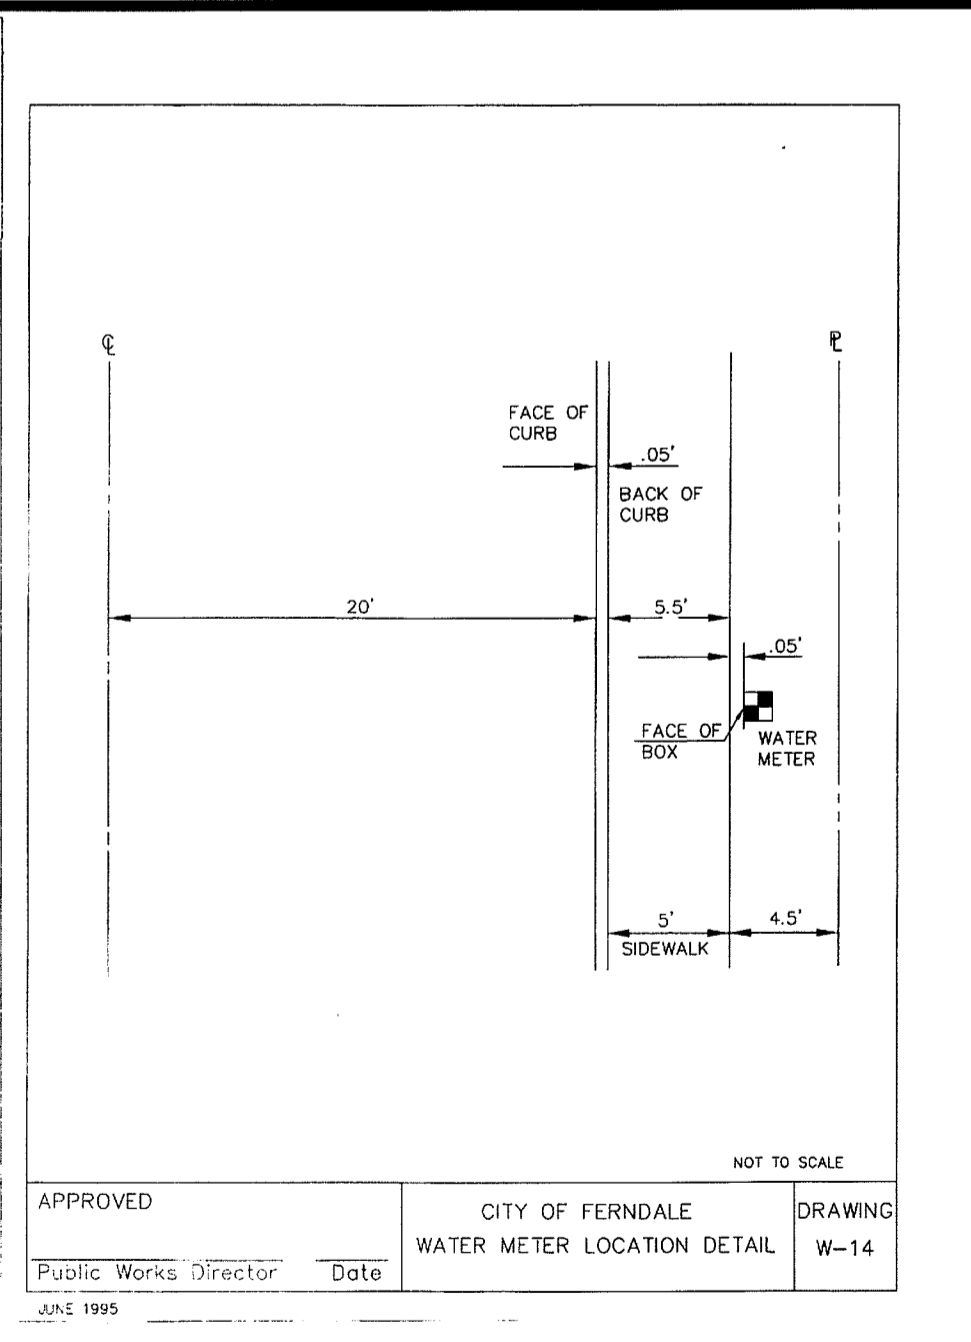 ℄
PL
FACE OF
CURB
.05'
BACK OF
CURB
20'
5.5'
.05'
FACE OF
BOX
WATER
METER
5'
4.5'
SIDEWALK
NOT TO SCALE
APPROVED
Public Works Director
Date
CITY OF FERNDALE
WATER METER LOCATION DETAIL
DRAWING
W-14
JUNE 1995